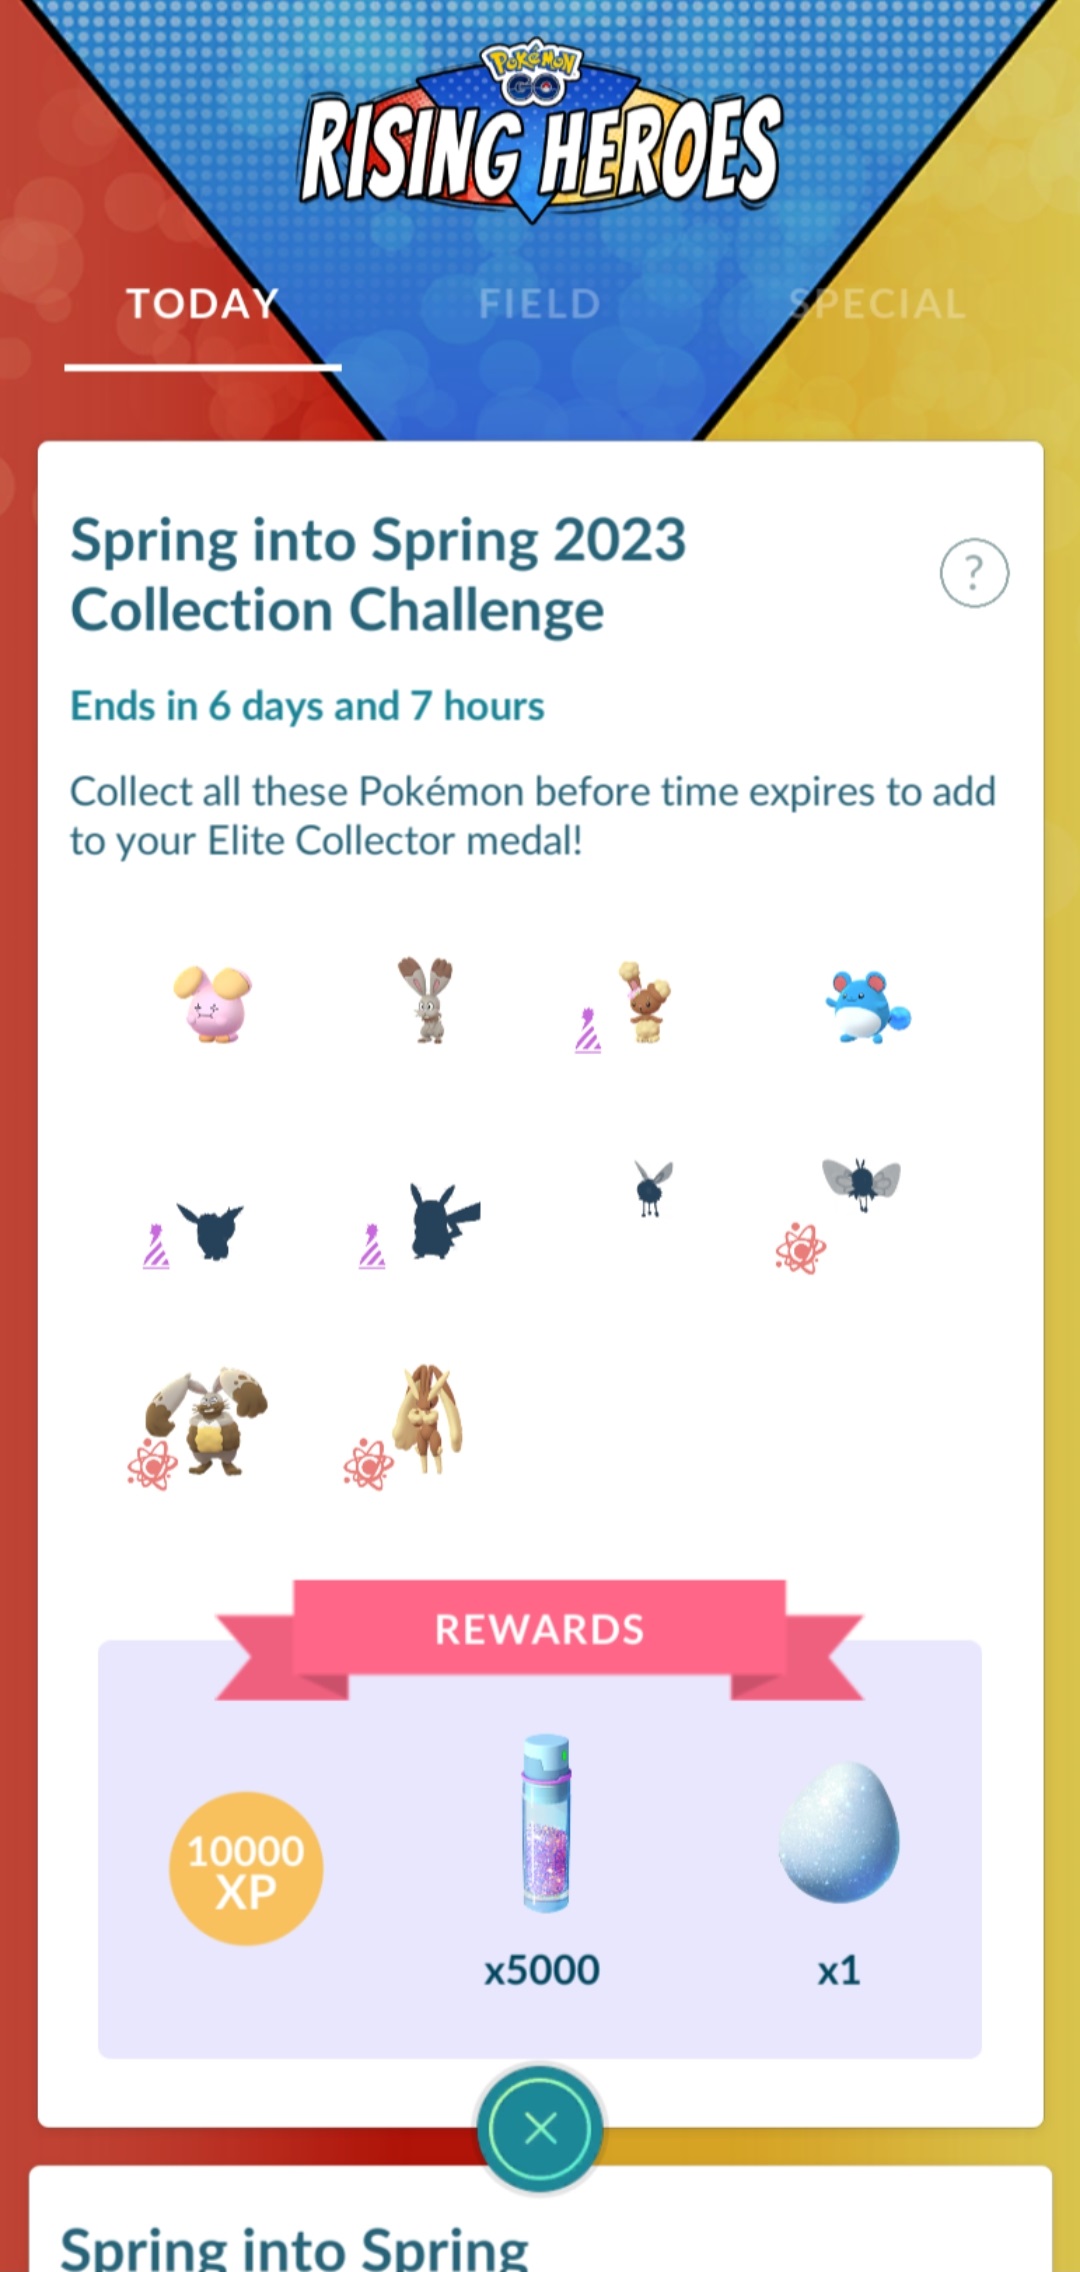 POKÉMON
GO
RISING HEROES
TODAY
FIELD
SPECIAL
Spring into Spring 2023
Collection Challenge
?
Ends in 6 days and 7 hours
Collect all these Pokémon before time expires to add
to your Elite Collector medal!
REWARDS
10000
XP
x5000
x1
Spring into Spring